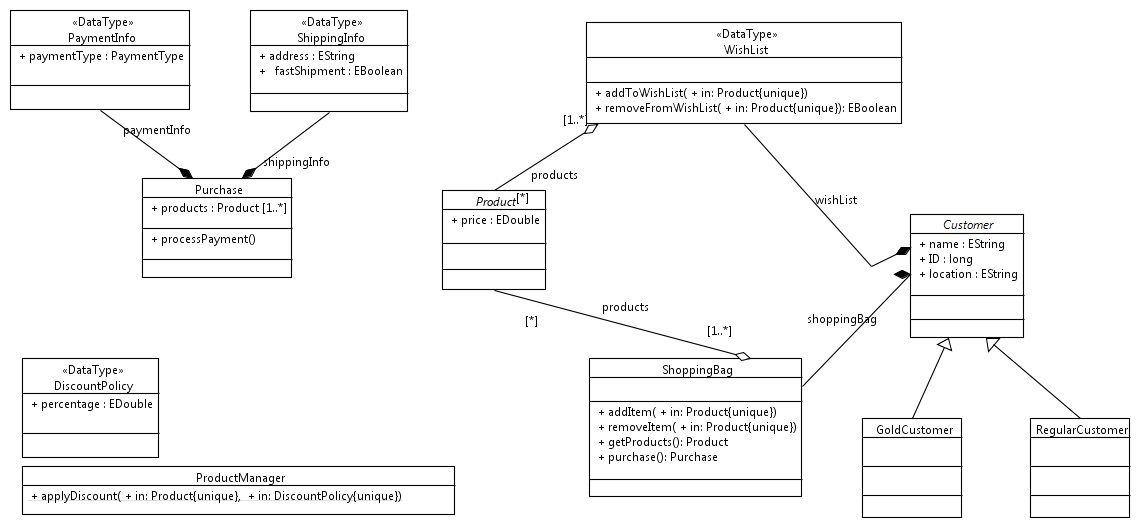 «DataType»
PaymentInfo
+ paymentType : PaymentType
«DataType»
ShippingInfo
+ address : EString
+ fastShipment : EBoolean
«DataType»
WishList
+ addToWishList( + in: Product{unique})
+ removeFromWishList( + in: Product{unique}): EBoolean
paymentInfo
shippingInfo
[1..*]
products
wishList
Purchase
+ products : Product [1..*]
+ processPayment()
Product
[*]
+ price : EDouble
Customer
+ name : EString
+ ID : long
+ location : EString
products
[*]
[1..*]
shoppingBag
«DataType»
DiscountPolicy
+ percentage : EDouble
ShoppingBag
+ addItem( + in: Product{unique})
+ removeItem( + in: Product{unique})
+ getProducts(): Product
+ purchase(): Purchase
GoldCustomer
RegularCustomer
ProductManager
+ applyDiscount( + in: Product{unique}, + in: DiscountPolicy{unique})